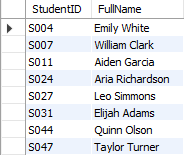 StudentID FullName
S004 Emily White
S007 William Clark
S011 Aiden Garcia
S024 Aria Richardson
S027 Leo Simmons
S031 Elijah Adams
S044 Quinn Olson
S047 Taylor Turner